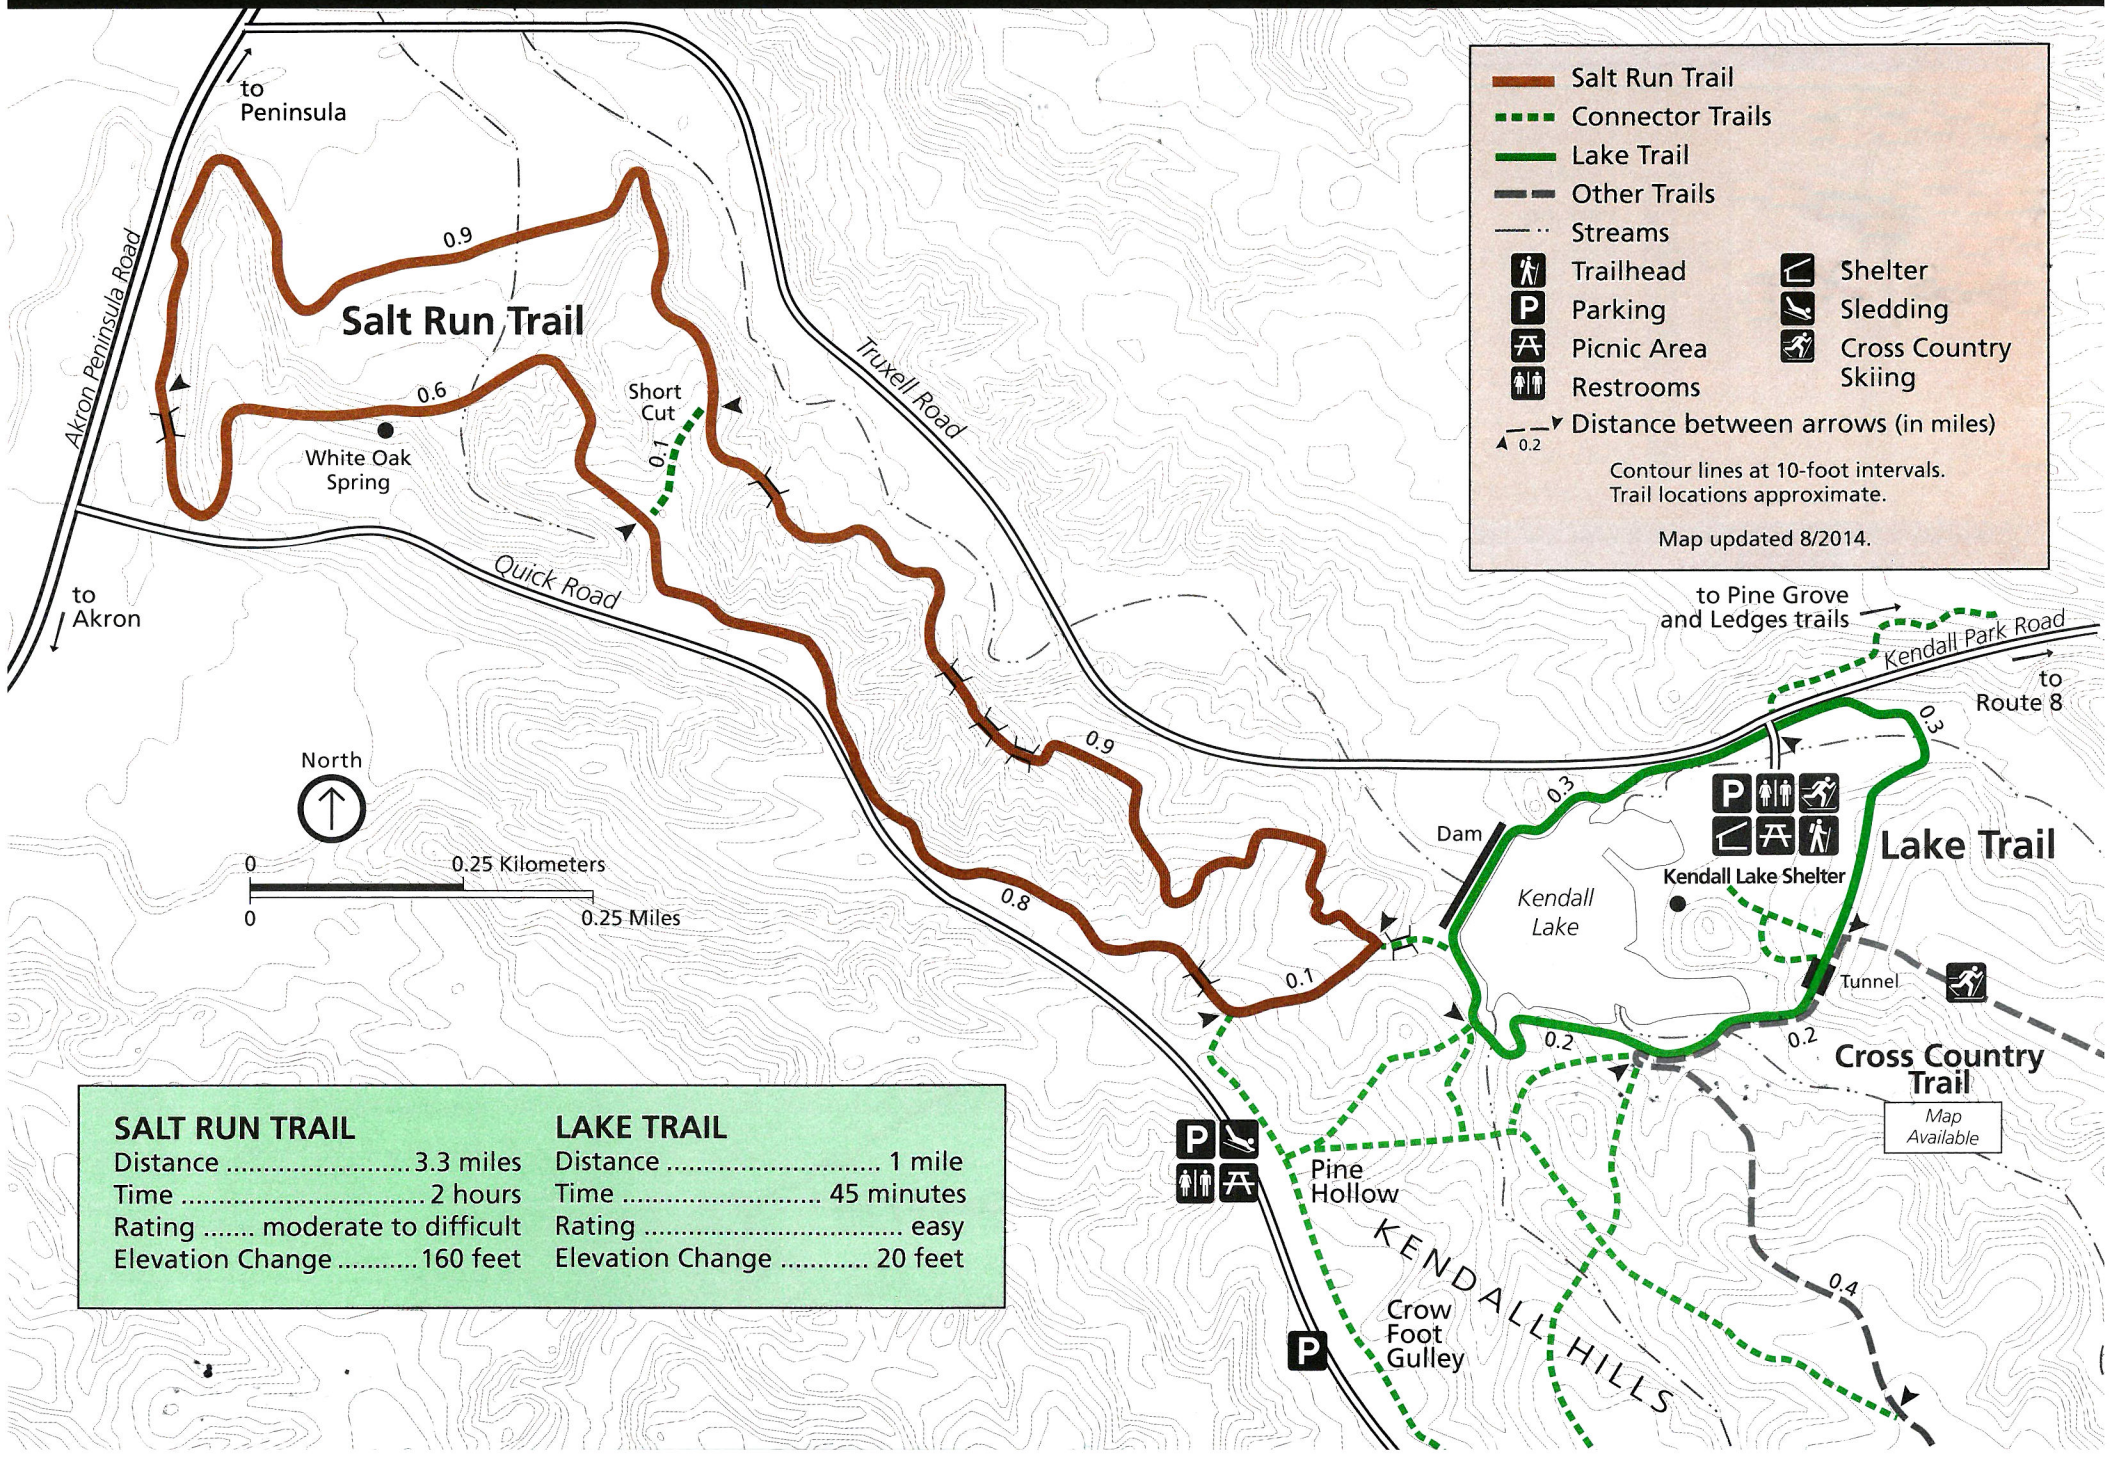 to
Peninsula
Akron Peninsula Road
0.9
Salt Run Trail
0.6
White Oak
Spring
Short
Cut
0.1
Truxell Road
Quick Road
to
Akron
Salt Run Trail
Connector Trails
Lake Trail
Other Trails
Streams
Trailhead
P Parking
Picnic Area
Restrooms
Shelter
Sledding
Cross Country
Skiing
0.2
Distance between arrows (in miles)
Contour lines at 10-foot intervals.
Trail locations approximate.
Map updated 8/2014.
to Pine Grove
and Ledges trails
Kendall Park Road
to
Route 8
North
0 0.25 Kilometers
0 0.25 Miles
0.9
0.8
0.1
0.3
0.3
Dam
Kendall
Lake
P
Kendall Lake Shelter
Lake Trail
Tunnel
0.2
0.2
Cross Country
Trail
Map
Available
P
Pine
Hollow
KENDALL HILLS
0.4
Crow
Foot
Gulley
P
SALT RUN TRAIL
Distance ........................ 3.3 miles
Time ................................ 2 hours
Rating ....... moderate to difficult
Elevation Change ........... 160 feet
LAKE TRAIL
Distance ............................ 1 mile
Time .......................... 45 minutes
Rating .................................. easy
Elevation Change ............ 20 feet